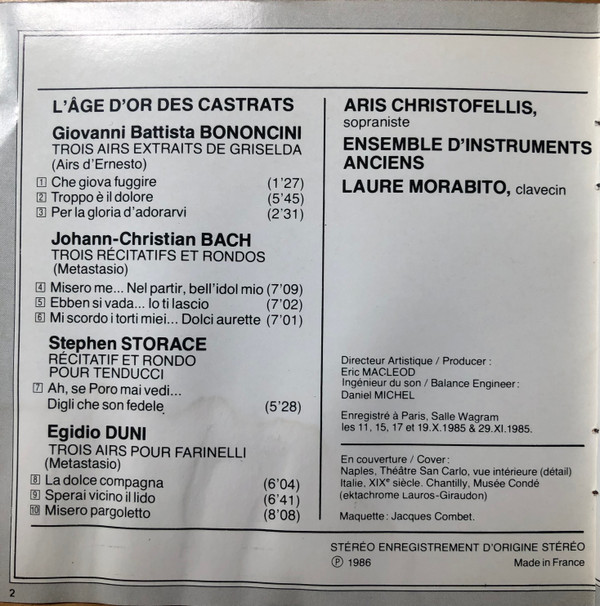 L'ÂGE D'OR DES CASTRATS
Giovanni Battista BONONCINI
TROIS AIRS EXTRAITS DE GRISELDA
(Airs d'Ernesto)
1 Che giova fuggire (1'27)
2 Troppo è il dolore (5'45)
3 Per la gloria d'adorarvi (2'31)
Johann-Christian BACH
TROIS RÉCITATIFS ET RONDOS
(Metastasio)
4 Misero me... Nel partir, bell'idol mio (7'09)
5 Ebben si vada... Io ti lascio (7'02)
6 Mi scordo i torti miei... Dolci aurette (7'01)
Stephen STORACE
RÉCITATIF ET RONDO
POUR TENDUCCI
7 Ah, se Poro mai vedi...
Digli che son fedele (5'28)
Egidio DUNI
TROIS AIRS POUR FARINELLI
(Metastasio)
8 La dolce compagna (6'04)
9 Sperai vicino il lido (6'41)
10 Misero pargoletto (8'08)
ARIS CHRISTOFELLIS,
sopraniste
ENSEMBLE D'INSTRUMENTS
ANCIENS
LAURE MORABITO, clavecin
Directeur Artistique / Producer :
Eric MACLEOD
Ingénieur du son / Balance Engineer :
Daniel MICHEL
Enregistré à Paris, Salle Wagram
les 11, 15, 17 et 19.X.1985 & 29.XI.1985.
En couverture / Cover :
Naples, Théâtre San Carlo, vue intérieure (détail)
Italie, XIXe siècle. Chantilly, Musée Condé
(ektachrome Lauros-Giraudon)
Maquette : Jacques Combet.
STÉRÉO ENREGISTREMENT D'ORIGINE STÉRÉO
℗ 1986 Made in France
2